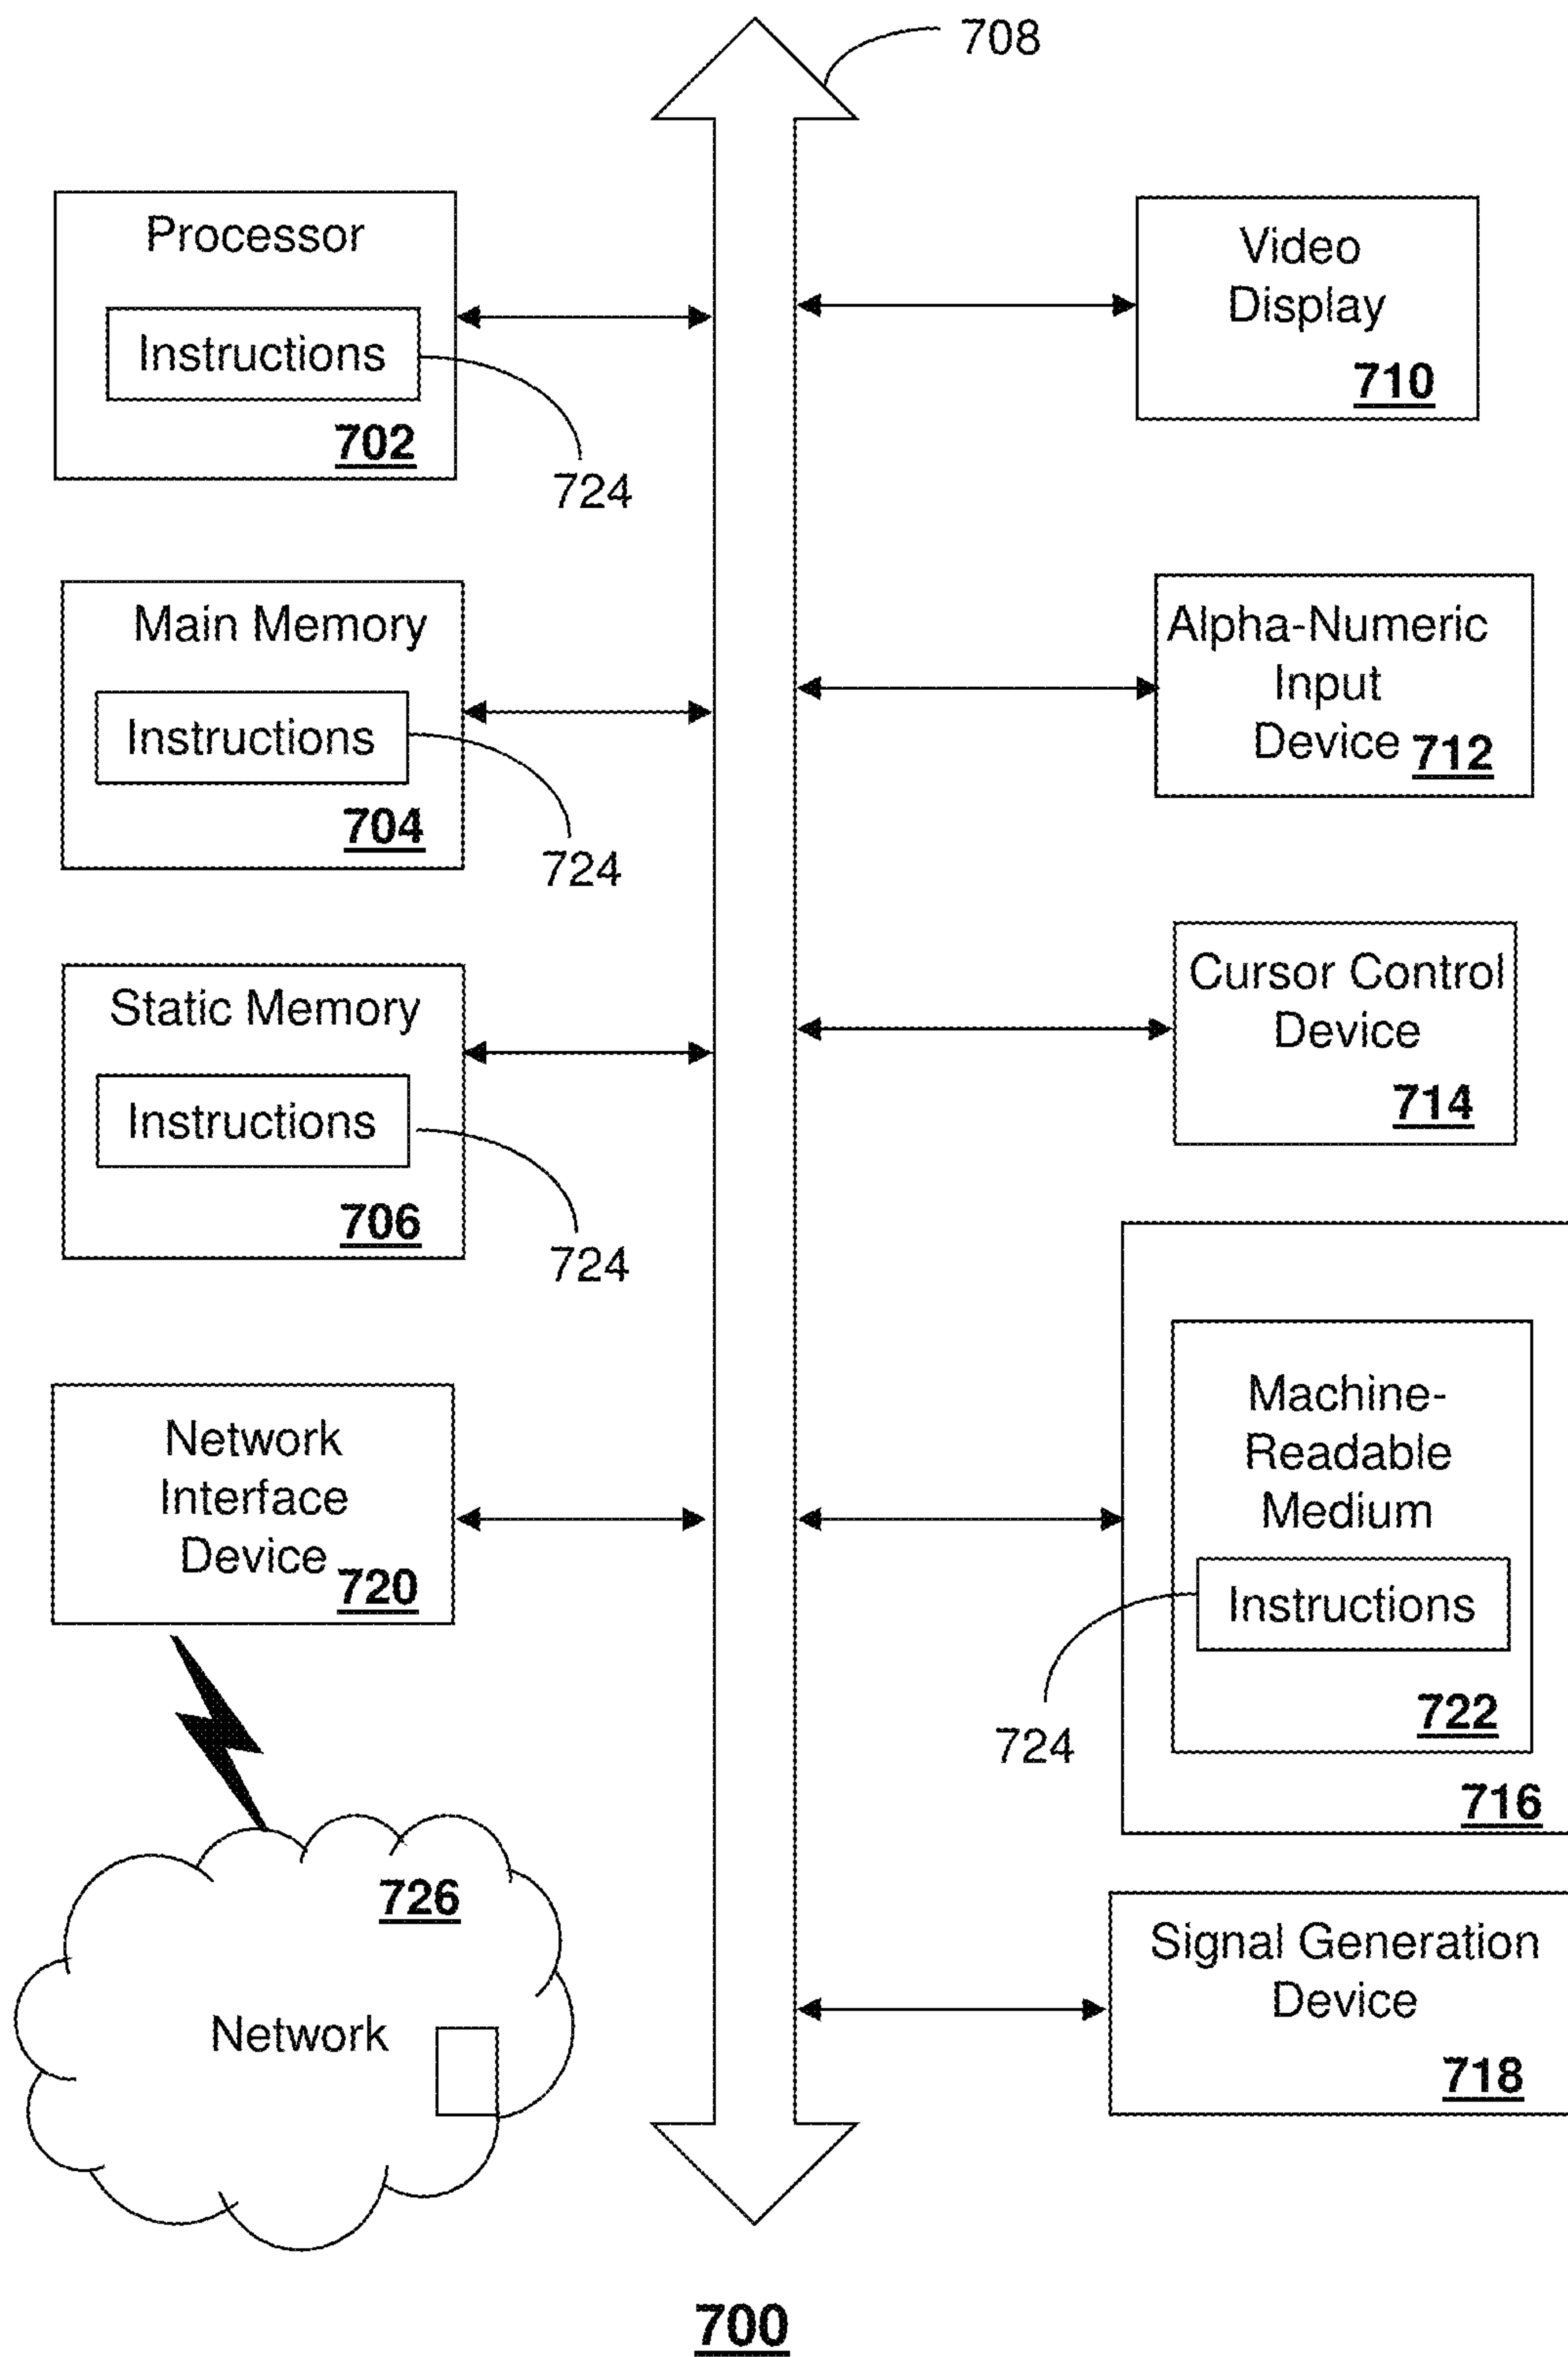 708
Processor
Instructions
702
724
Main Memory
Instructions
704
724
Static Memory
Instructions
706
724
Network
Interface
Device
720
726
Network
Video
Display
710
Alpha-Numeric
Input
Device 712
Cursor Control
Device
714
Machine-
Readable
Medium
Instructions
722
724
716
Signal Generation
Device
718
700